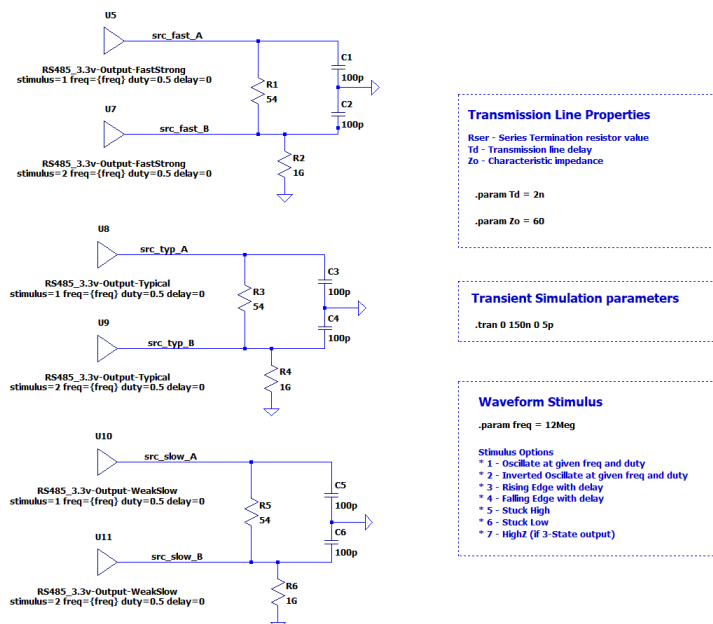 U5
src_fast_A
RS485_3.3v-Output-FastStrong
stimulus=1 freq={freq} duty=0.5 delay=0
R1
54
C1
100p
C2
100p
U7
src_fast_B
RS485_3.3v-Output-FastStrong
stimulus=2 freq={freq} duty=0.5 delay=0
R2
1G
U8
src_typ_A
RS485_3.3v-Output-Typical
stimulus=1 freq={freq} duty=0.5 delay=0
R3
54
C3
100p
C4
100p
U9
src_typ_B
RS485_3.3v-Output-Typical
stimulus=2 freq={freq} duty=0.5 delay=0
R4
1G
U10
src_slow_A
RS485_3.3v-Output-WeakSlow
stimulus=1 freq={freq} duty=0.5 delay=0
R5
54
C5
100p
C6
100p
U11
src_slow_B
RS485_3.3v-Output-WeakSlow
stimulus=2 freq={freq} duty=0.5 delay=0
R6
1G
Transmission Line Properties
Rser - Series Termination resistor value
Td - Transmission line delay
Zo - Characteristic impedance
.param Td = 2n
.param Zo = 60
Transient Simulation parameters
.tran 0 150n 0 5p
Waveform Stimulus
.param freq = 12Meg
Stimulus Options
* 1 - Oscillate at given freq and duty
* 2 - Inverted Oscillate at given freq and duty
* 3 - Rising Edge with delay
* 4 - Falling Edge with delay
* 5 - Stuck High
* 6 - Stuck Low
* 7 - HighZ (if 3-State output)